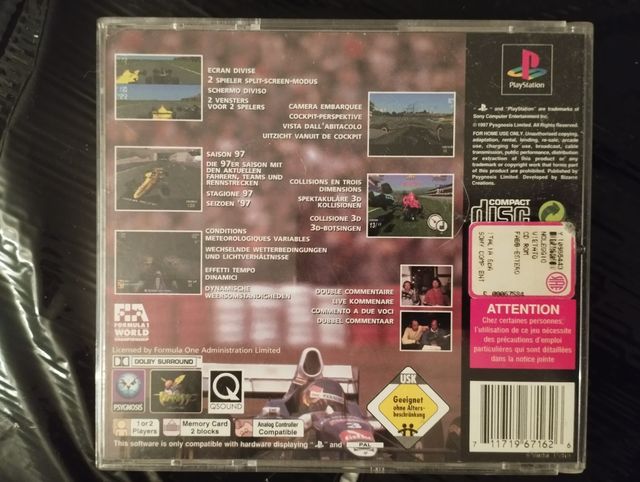 ECRAN DIVISE
2 SPIELER SPLIT-SCREEN-MODUS
SCHERMO DIVISO
2 VENSTERS
VOOR 2 SPELERS
CAMERA EMBARQUEE
COCKPIT-PERSPEKTIVE
VISTA DALL'ABITACOLO
UITZICHT VANUIT DE COCKPIT
SAISON 97
DIE 97ER SAISON MIT
DEN AKTUELLEN
FAHRERN, TEAMS UND
RENNSTRECKEN
STAGIONE 97
SEIZOEN '97
COLLISIONS EN TROIS
DIMENSIONS
SPEKTAKULÄRE 3D
KOLLISIONEN
COLLISIONE 3D
3D-BOTSINGEN
CONDITIONS
METEOROLOGIQUES VARIABLES
WECHSELNDE WETTERBEDINGUNGEN
UND LICHTVERHÄLTNISSE
EFFETTI TEMPO
DINAMICI
DYNAMISCHE
WEERSOMSTANDIGHEDEN
DOUBLE COMMENTAIRE
LIVE KOMMENARE
COMMENTO A DUE VOCI
DUBBEL COMMENTAAR
FIA
FORMULA 1
WORLD
CHAMPIONSHIP
Licensed by Formula One Administration Limited
DOLBY SURROUND
PSYGNOSIS
QSOUND
1 or 2
Players
Memory Card
2 blocks
Analog Controller
Compatible
This software is only compatible with hardware displaying and PAL
USK
Geeignet
ohne Alters-
beschränkung
PlayStation
and "PlayStation" are trademarks of
Sony Computer Entertainment Inc.
© 1997 Psygnosis Limited. All Rights Reserved.
FOR HOME USE ONLY. Unauthorised copying,
adaptation, rental, lending, re-sale, arcade
use, charging for use, broadcast, cable
transmission, public performance, distribution
or extraction of this product or any
trademark or copyright work that forms part
of this product are prohibited. Published by
Psygnosis Limited. Developed by Bizarre
Creations.
COMPACT
disc
NOLEGGIO
VIETATO
CD ROM
SONY COMP ENT
ITALIA SPA
ATTENTION
Chez certaines personnes,
l'utilisation de ce jeu nécessite
des précautions d'emploi
particulières qui sont détaillées
dans la notice jointe
7 11719 67162 6